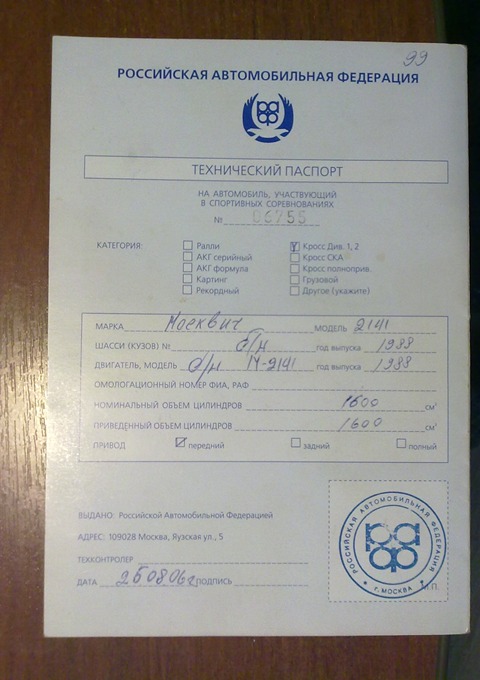 99
РОССИЙСКАЯ АВТОМОБИЛЬНАЯ ФЕДЕРАЦИЯ
раф
ТЕХНИЧЕСКИЙ ПАСПОРТ
НА АВТОМОБИЛЬ, УЧАСТВУЮЩИЙ
В СПОРТИВНЫХ СОРЕВНОВАНИЯХ
№ 06755
КАТЕГОРИЯ: Ралли Кросс Див. 1, 2
АКГ серийный Кросс СКА
АКГ формула Кросс полноприв.
Картинг Грузовой
Рекордный Другое (укажите)
МАРКА Москвич МОДЕЛЬ 2141
ШАССИ (КУЗОВ) № б/н год выпуска 1988
ДВИГАТЕЛЬ, МОДЕЛЬ б/н М-2141 год выпуска 1988
ОМОЛОГАЦИОННЫЙ НОМЕР ФИА, РАФ
НОМИНАЛЬНЫЙ ОБЪЕМ ЦИЛИНДРОВ 1600 см³
ПРИВЕДЕННЫЙ ОБЪЕМ ЦИЛИНДРОВ 1600 см³
ПРИВОД передний задний полный
ВЫДАНО: Российской Автомобильной Федерацией
АДРЕС: 109028 Москва, Яузская ул., 5
ТЕХКОНТРОЛЕР
ДАТА 250806г ПОДПИСЬ
М.П.
РОССИЙСКАЯ АВТОМОБИЛЬНАЯ ФЕДЕРАЦИЯ
раф
* г. МОСКВА *